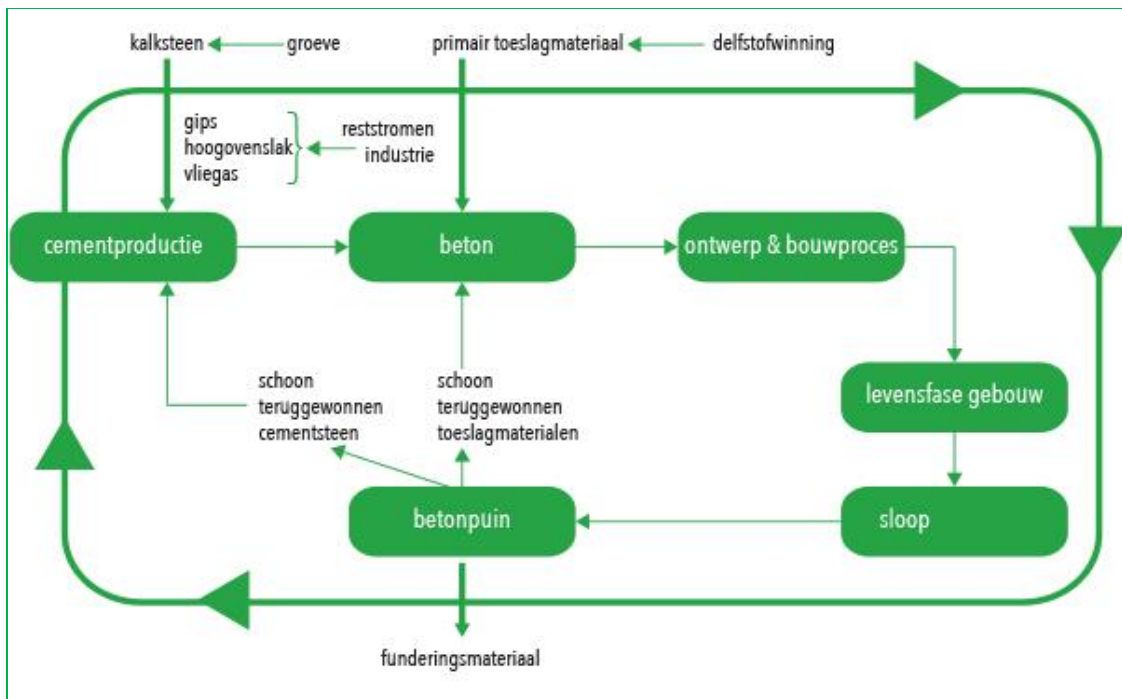 kalksteen
groeve
primair toeslagmateriaal
delfstofwinning
gips
hoogovenslak
vliegas
reststromen
industrie
cementproductie
beton
ontwerp & bouwproces
levensfase gebouw
schoon
teruggewonnen
cementsteen
schoon
teruggewonnen
toeslagmaterialen
betonpuin
sloop
funderingsmateriaal